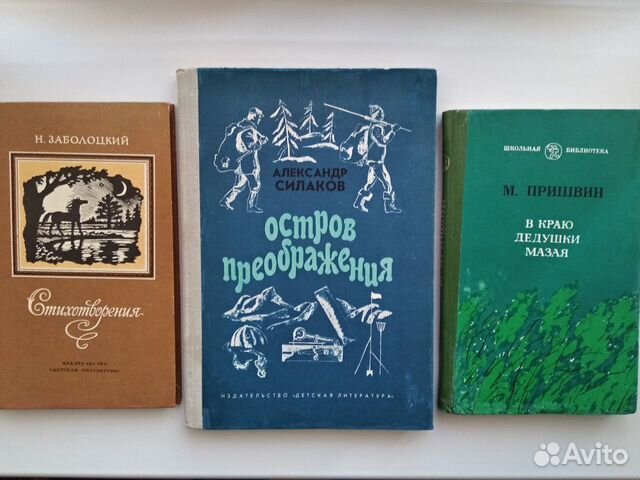 Н. ЗАБОЛОЦКИЙ
Стихотворения
ИЗДАТЕЛЬСТВО
«ДЕТСКАЯ ЛИТЕРАТУРА»
АЛЕКСАНДР
СИЛАКОВ
остров
преображения
ИЗДАТЕЛЬСТВО «ДЕТСКАЯ ЛИТЕРАТУРА»
ШКОЛЬНАЯ БИБЛИОТЕКА
М. ПРИШВИН
В КРАЮ
ДЕДУШКИ
МАЗАЯ
Avito